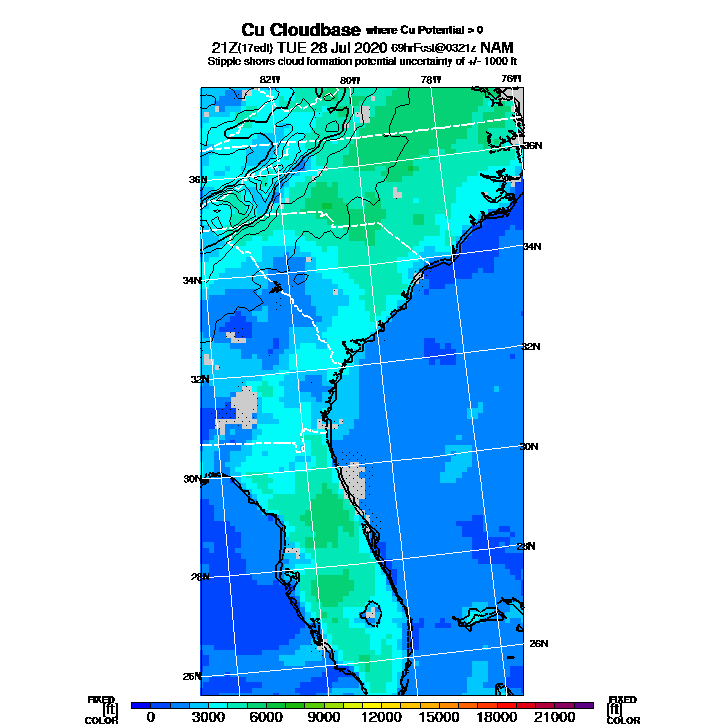 Cu Cloudbase where Cu Potential > 0
21Z(17edt) TUE 28 Jul 2020 69hrFcst@0321z NAM
Stipple shows cloud formation potential uncertainty of +/- 1000 ft
82W 80W 78W 76W
36N 36N
34N 34N
32N 32N
30N 30N
28N 28N
26N 26N
FIXED FIXED
[ft] [ft]
COLOR COLOR
0 3000 6000 9000 12000 15000 18000 21000